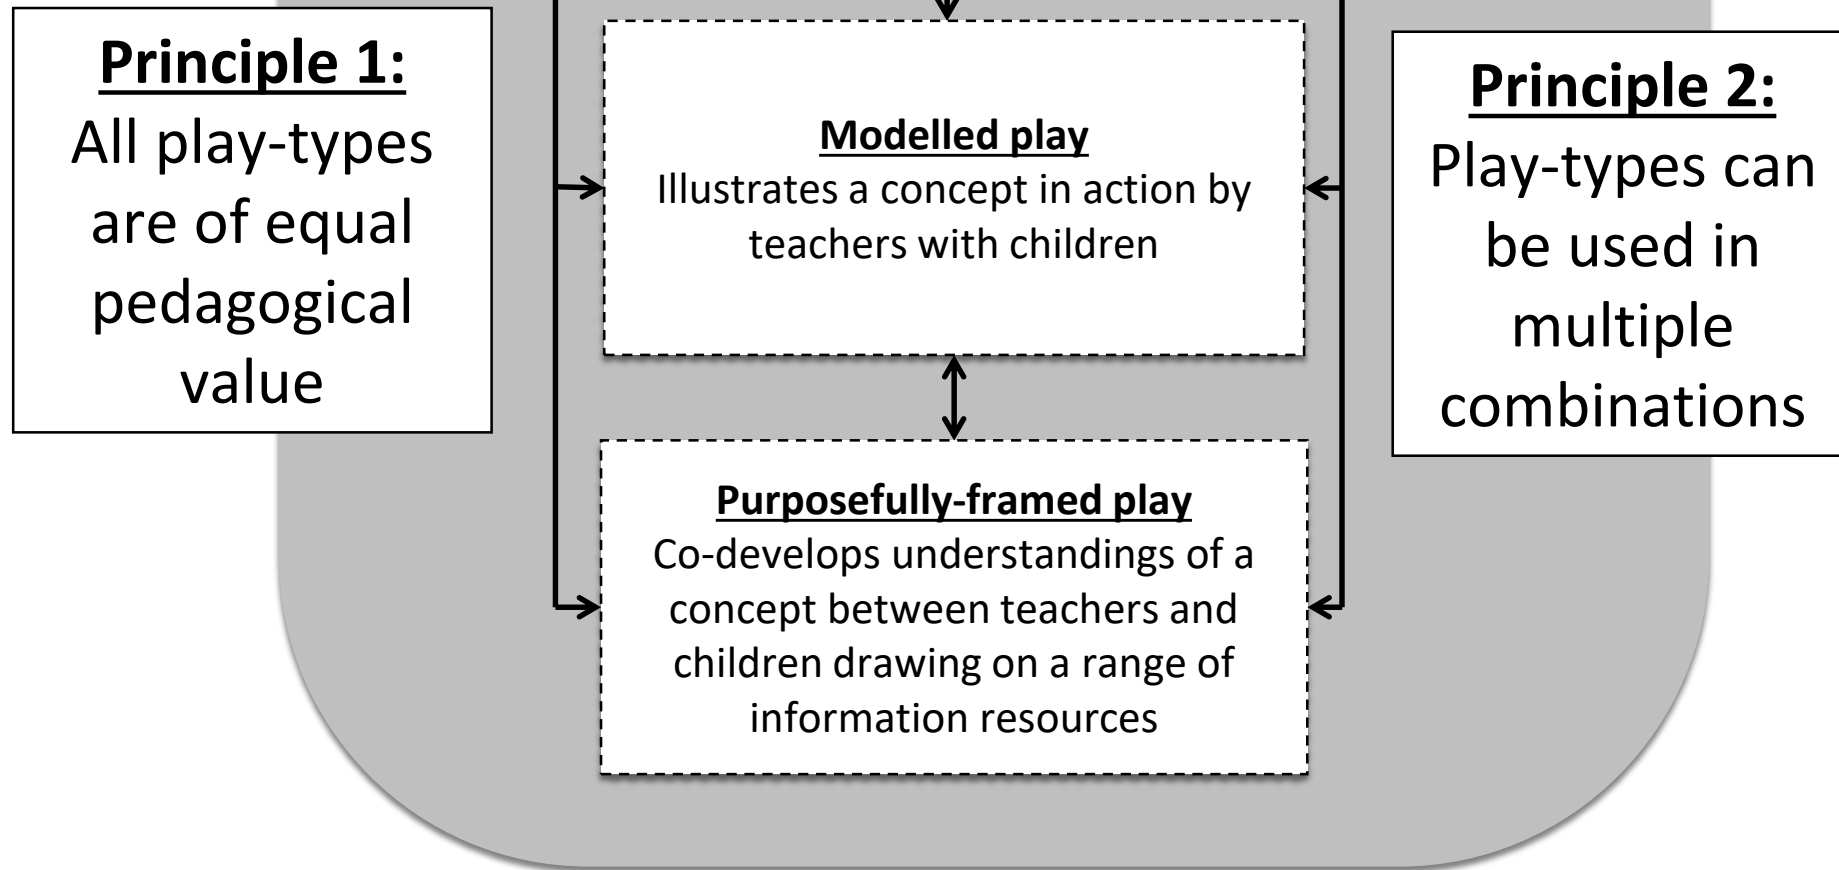 Principle 1:
All play-types
are of equal
pedagogical
value
Modelled play
Illustrates a concept in action by
teachers with children
Principle 2:
Play-types can
be used in
multiple
combinations
Purposefully-framed play
Co-develops understandings of a
concept between teachers and
children drawing on a range of
information resources